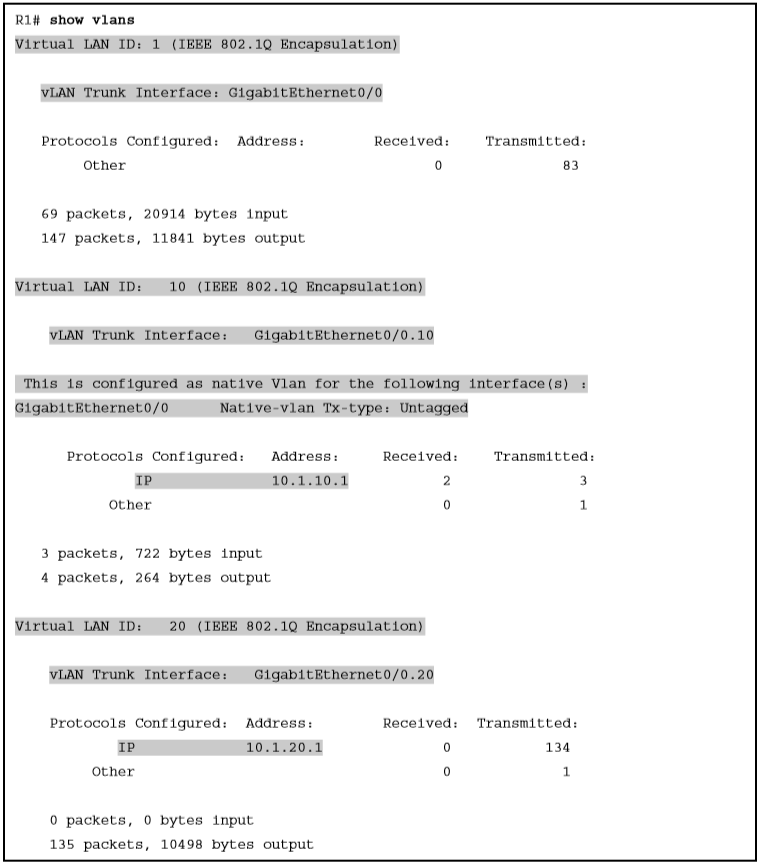 R1# show vlans
Virtual LAN ID: 1 (IEEE 802.1Q Encapsulation)
vLAN Trunk Interface: GigabitEthernet0/0
Protocols Configured: Address: Received: Transmitted:
Other 0 83
69 packets, 20914 bytes input
147 packets, 11841 bytes output
Virtual LAN ID: 10 (IEEE 802.1Q Encapsulation)
vLAN Trunk Interface: GigabitEthernet0/0.10
This is configured as native Vlan for the following interface(s) :
GigabitEthernet0/0 Native-vlan Tx-type: Untagged
Protocols Configured: Address: Received: Transmitted:
IP 10.1.10.1 2 3
Other 0 1
3 packets, 722 bytes input
4 packets, 264 bytes output
Virtual LAN ID: 20 (IEEE 802.1Q Encapsulation)
vLAN Trunk Interface: GigabitEthernet0/0.20
Protocols Configured: Address: Received: Transmitted:
IP 10.1.20.1 0 134
Other 0 1
0 packets, 0 bytes input
135 packets, 10498 bytes output